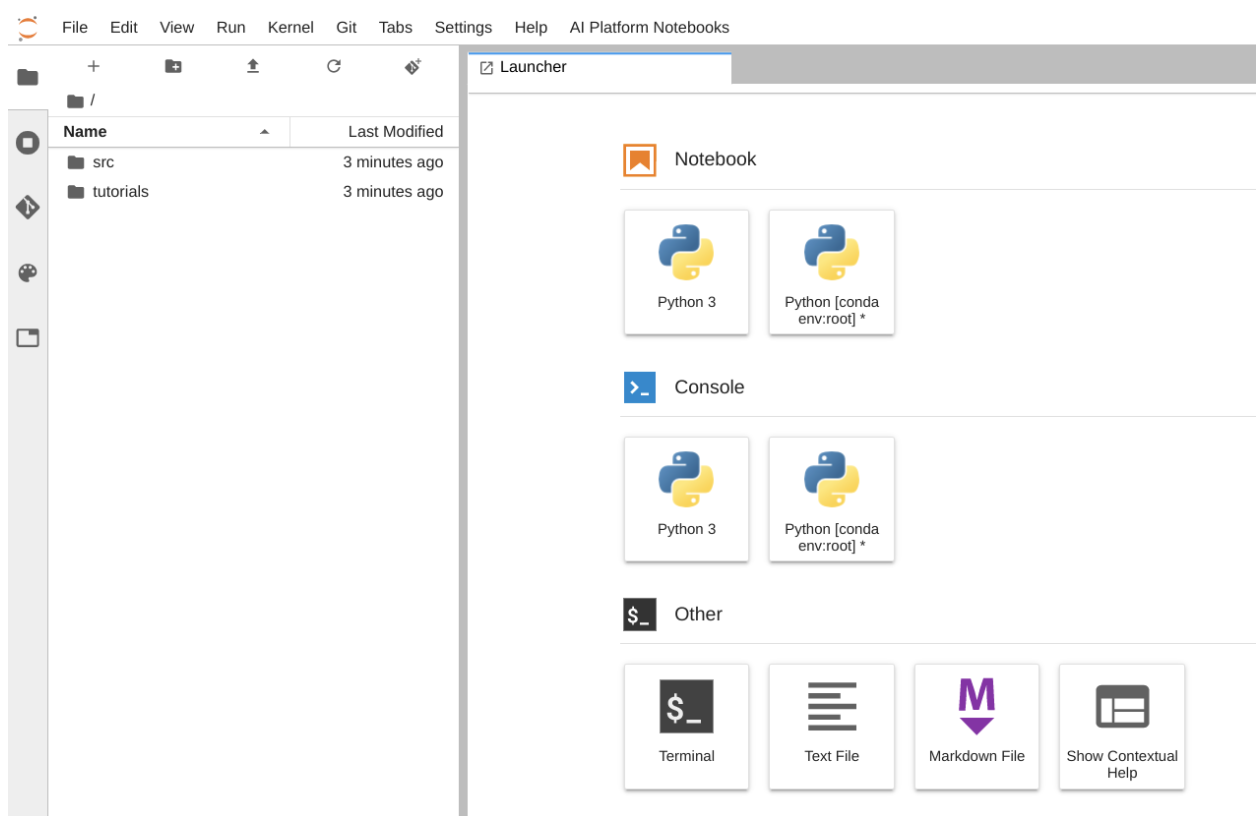 File Edit View Run Kernel Git Tabs Settings Help AI Platform Notebooks
/
Name Last Modified
src 3 minutes ago
tutorials 3 minutes ago
Launcher
Notebook
Python 3
Python [conda
env:root] *
Console
Python 3
Python [conda
env:root] *
$_ Other
$_
Terminal
Text File
M
Markdown File
Show Contextual
Help